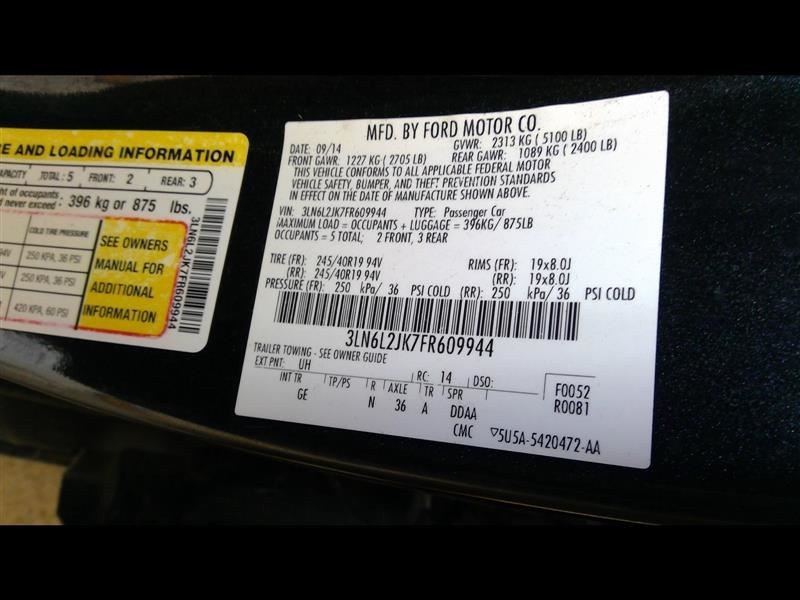 RE AND LOADING INFORMATION
CAPACITY TOTAL: 5 FRONT: 2 REAR: 3
ht of occupants:
d never exceed: 396 kg or 875 lbs.
COLD TIRE PRESSURE
250 KPA, 36 PSI
250 KPA, 36 PSI
420 KPA, 60 PSI
SEE OWNERS
MANUAL FOR
ADDITIONAL
INFORMATION
3LN6L2JK7FR609944
MFD. BY FORD MOTOR CO.
DATE: 09/14 GVWR: 2313 KG (5100 LB)
FRONT GAWR: 1227 KG (2705 LB) REAR GAWR: 1089 KG (2400 LB)
THIS VEHICLE CONFORMS TO ALL APPLICABLE FEDERAL MOTOR
VEHICLE SAFETY, BUMPER, AND THEFT PREVENTION STANDARDS
IN EFFECT ON THE DATE OF MANUFACTURE SHOWN ABOVE.
VIN: 3LN6L2JK7FR609944 TYPE: Passenger Car
MAXIMUM LOAD = OCCUPANTS + LUGGAGE = 396KG/ 875LB
OCCUPANTS = 5 TOTAL; 2 FRONT, 3 REAR
TIRE (FR): 245/40R19 94V RIMS (FR): 19x8.0J
(RR): 245/40R19 94V (RR): 19x8.0J
PRESSURE (FR): 250 kPa/ 36 PSI COLD (RR): 250 kPa/ 36 PSI COLD
3LN6L2JK7FR609944
TRAILER TOWING - SEE OWNER GUIDE
EXT PNT: UH RC: 14 DSO:
F0052
R0081
INT TR TP/PS R AXLE TR SPR
GE N 36 A DDAA
CMC ▽5U5A-5420472-AA